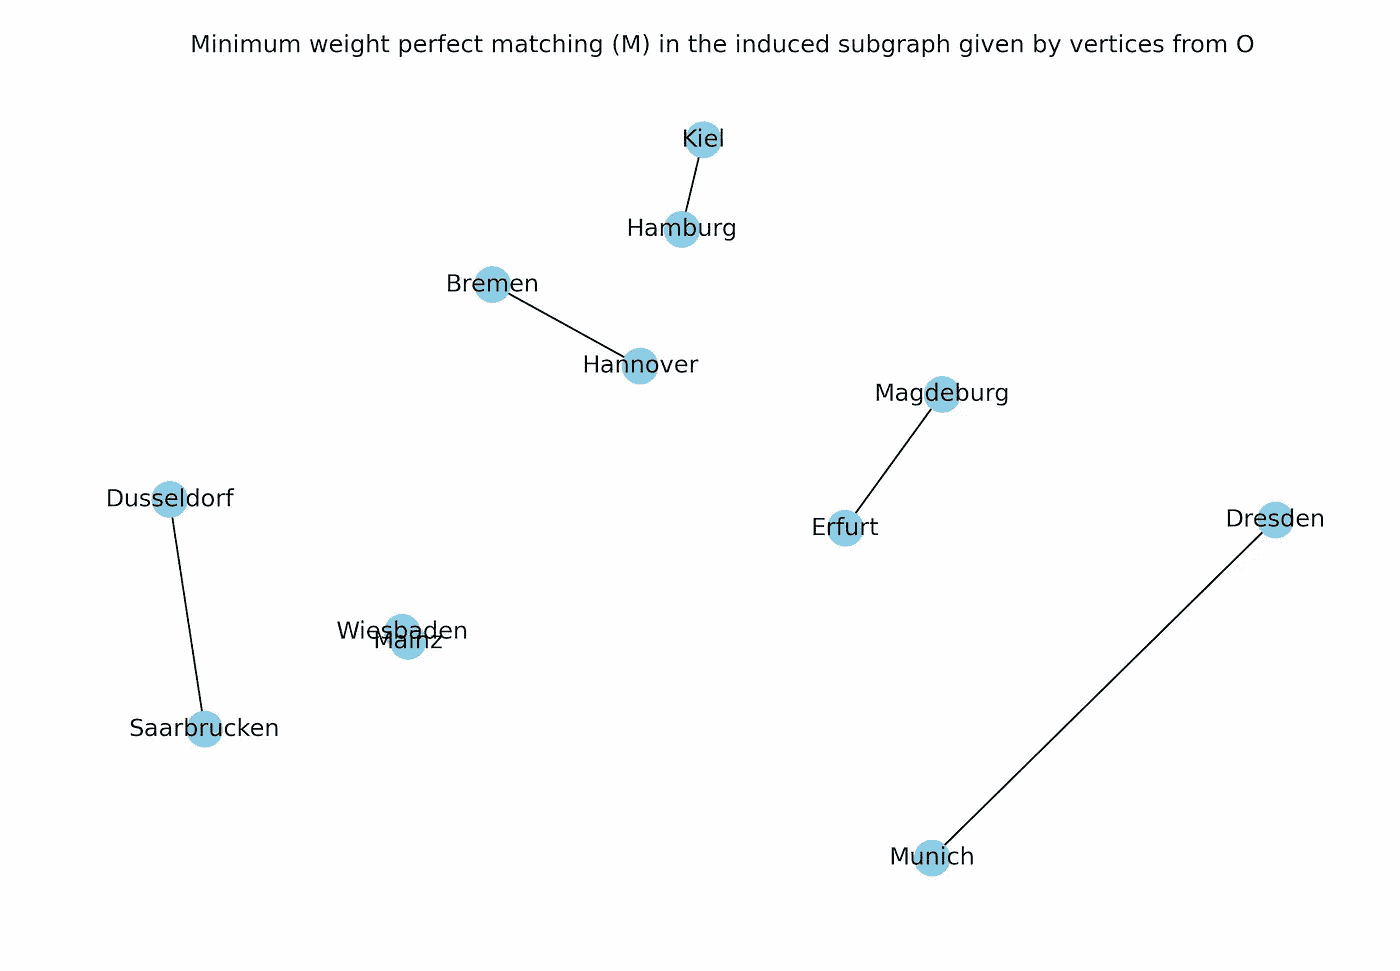 Minimum weight perfect matching (M) in the induced subgraph given by vertices from O
Kiel
Hamburg
Bremen
Hannover
Magdeburg
Dusseldorf
Dresden
Erfurt
Wiesbaden
Mainz
Saarbrucken
Munich